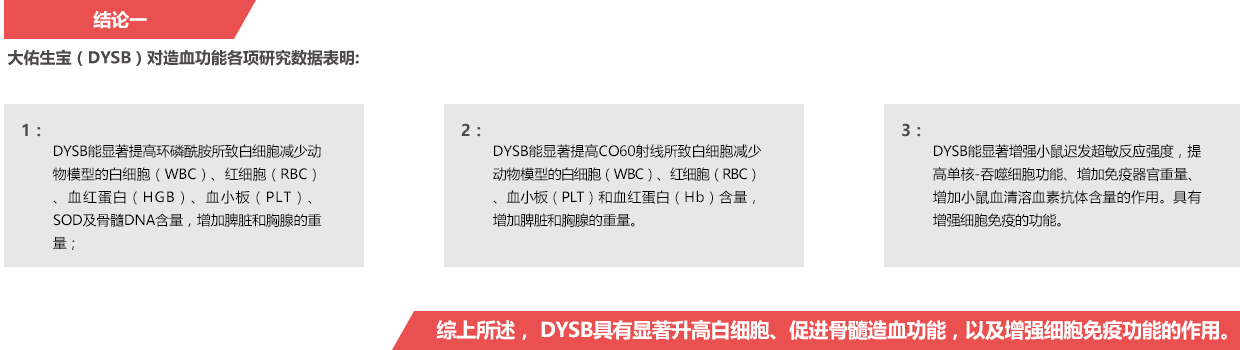 结论一
大佑生宝（DYSB）对造血功能各项研究数据表明:
1：
DYSB能显著提高环磷酰胺所致白细胞减少动
物模型的白细胞（WBC）、红细胞（RBC）
、血红蛋白（HGB）、血小板（PLT）、
SOD及骨髓DNA含量，增加脾脏和胸腺的重
量；
2：
DYSB能显著提高CO60射线所致白细胞减少
动物模型的白细胞（WBC）、红细胞（RBC）
、血小板（PLT）和血红蛋白（Hb）含量，
增加脾脏和胸腺的重量。
3：
DYSB能显著增强小鼠迟发超敏反应强度，提
高单核-吞噬细胞功能、增加免疫器官重量、
增加小鼠血清溶血素抗体含量的作用。具有
增强细胞免疫的功能。
综上所述， DYSB具有显著升高白细胞、促进骨髓造血功能，以及增强细胞免疫功能的作用。